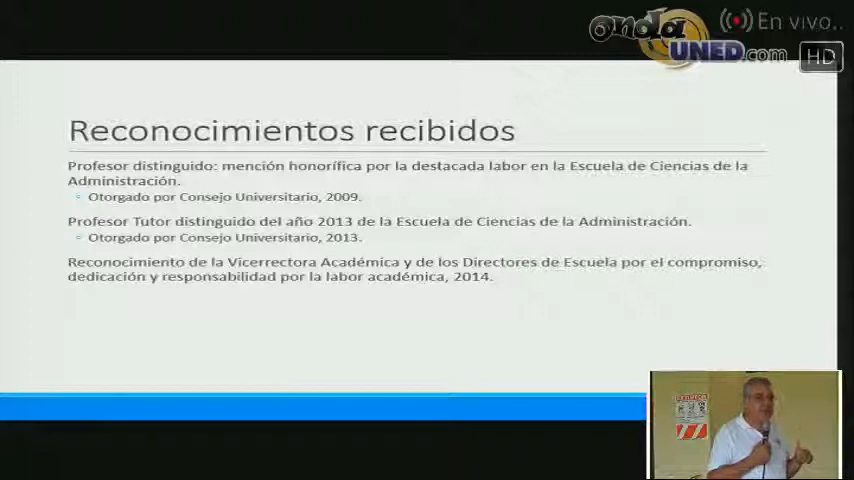 onda
UNED.com
En vivo..
HD
Reconocimientos recibidos
Profesor distinguido: mención honorífica por la destacada labor en la Escuela de Ciencias de la
Administración.
Otorgado por Consejo Universitario, 2009.
Profesor Tutor distinguido del año 2013 de la Escuela de Ciencias de la Administración.
Otorgado por Consejo Universitario, 2013.
Reconocimiento de la Vicerrectora Académica y de los Directores de Escuela por el compromiso,
dedicación y responsabilidad por la labor académica, 2014.